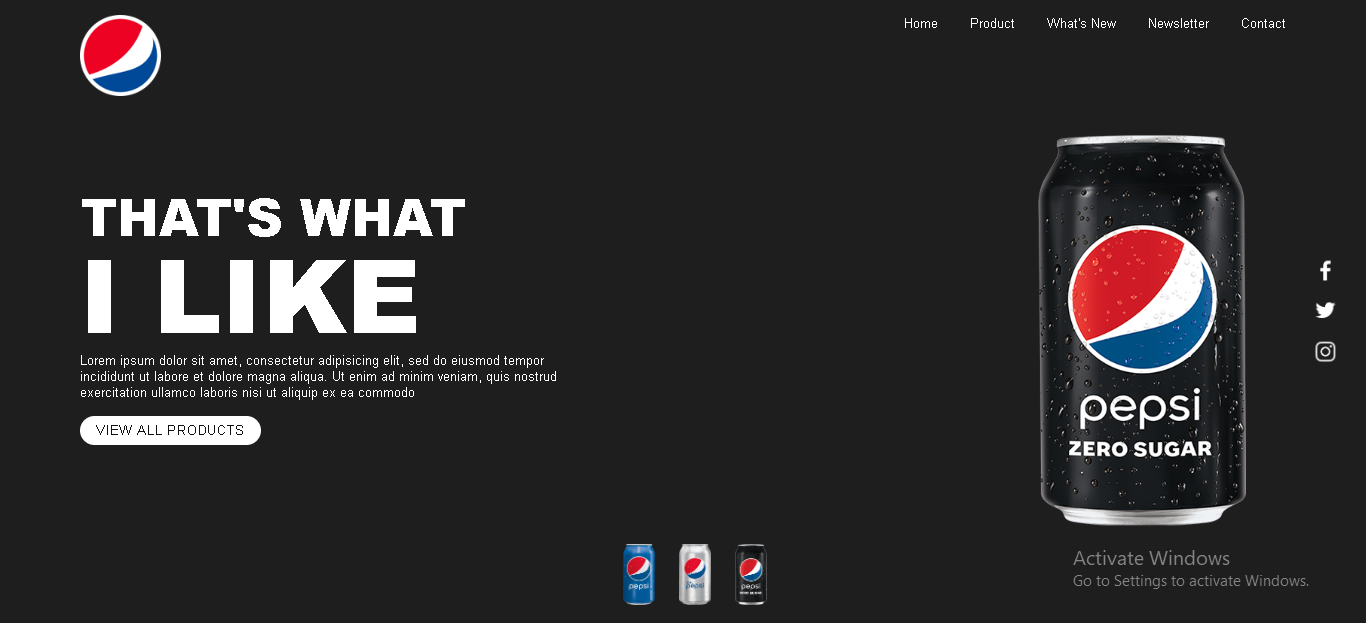 Home Product What's New Newsletter Contact
THAT'S WHAT
I LIKE
Lorem ipsum dolor sit amet, consectetur adipisicing elit, sed do eiusmod tempor
incididunt ut labore et dolore magna aliqua. Ut enim ad minim veniam, quis nostrud
exercitation ullamco laboris nisi ut aliquip ex ea commodo
VIEW ALL PRODUCTS
pepsi
ZERO SUGAR
pepsi
pepsi
pepsi
ZERO SUGAR
Activate Windows
Go to Settings to activate Windows.